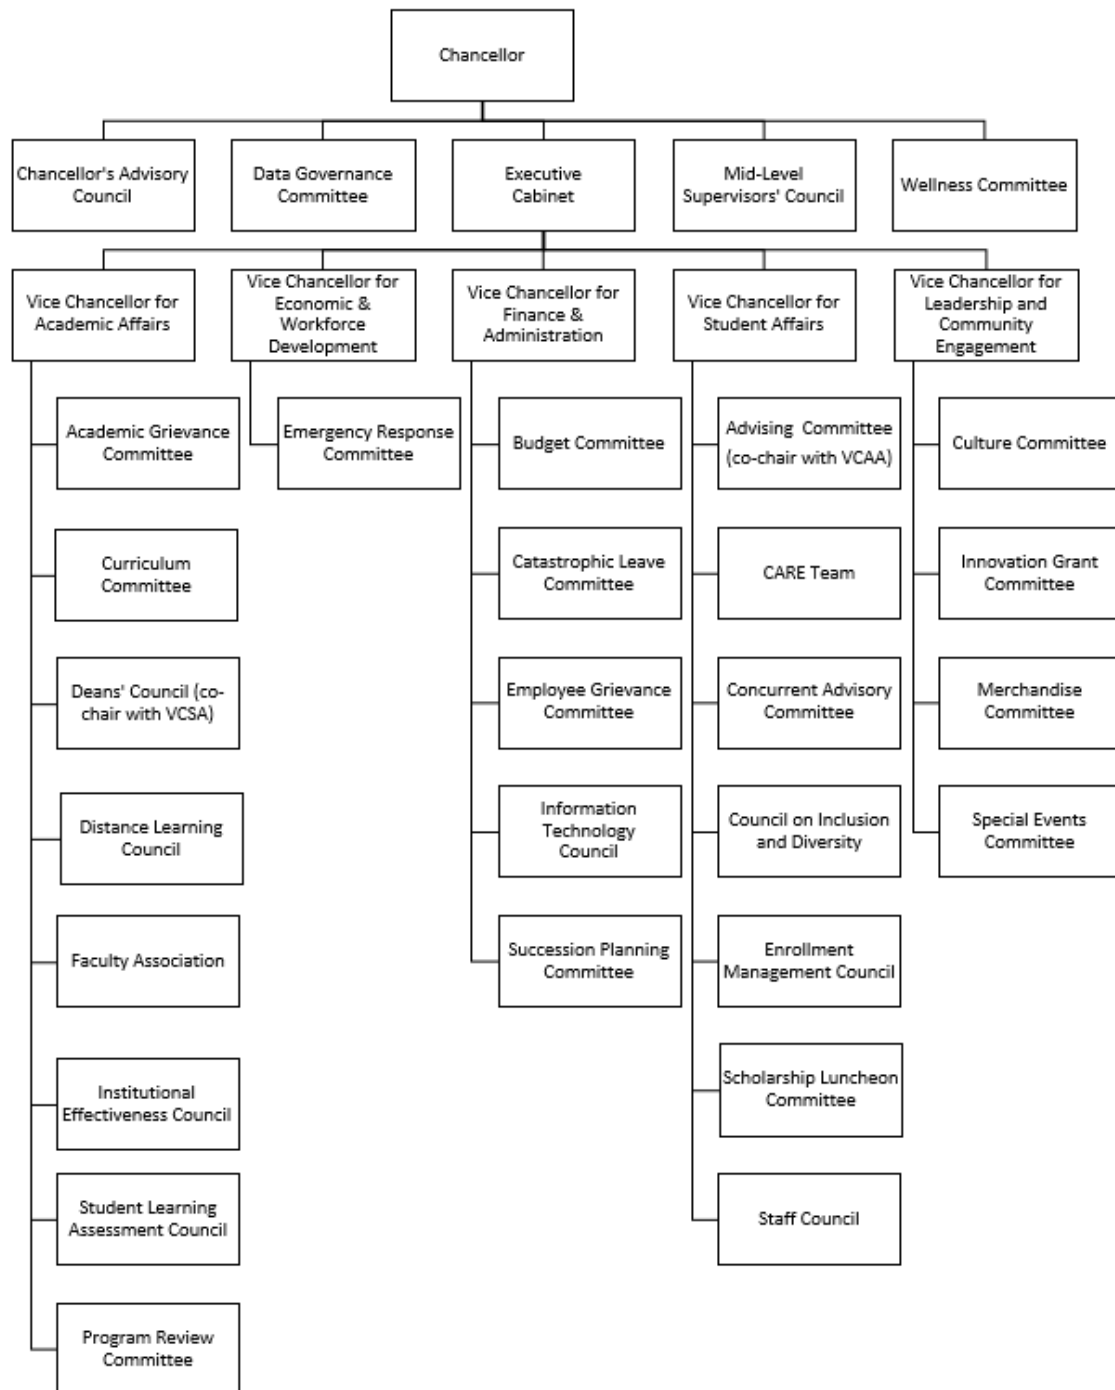 Chancellor
Chancellor's Advisory
Council
Data Governance
Committee
Executive
Cabinet
Mid-Level
Supervisors' Council
Wellness Committee
Vice Chancellor for
Academic Affairs
Vice Chancellor for
Economic &
Workforce
Development
Vice Chancellor for
Finance &
Administration
Vice Chancellor for
Student Affairs
Vice Chancellor for
Leadership and
Community
Engagement
Academic Grievance
Committee
Curriculum
Committee
Deans' Council (co-
chair with VCSA)
Distance Learning
Council
Faculty Association
Institutional
Effectiveness Council
Student Learning
Assessment Council
Program Review
Committee
Emergency Response
Committee
Budget Committee
Catastrophic Leave
Committee
Employee Grievance
Committee
Information
Technology
Council
Succession Planning
Committee
Advising Committee
(co-chair with VCAA)
CARE Team
Concurrent Advisory
Committee
Council on Inclusion
and Diversity
Enrollment
Management Council
Scholarship Luncheon
Committee
Staff Council
Culture Committee
Innovation Grant
Committee
Merchandise
Committee
Special Events
Committee